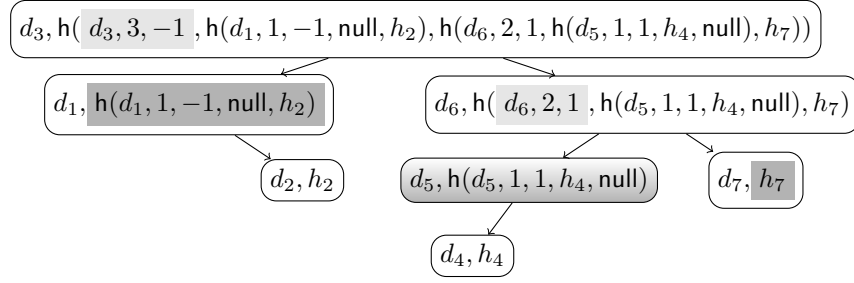 d₃, h( d₃, 3, −1 , h(d₁, 1, −1, null, h₂), h(d₆, 2, 1, h(d₅, 1, 1, h₄, null), h₇))
d₁, h(d₁, 1, −1, null, h₂)
d₆, h( d₆, 2, 1 , h(d₅, 1, 1, h₄, null), h₇)
d₂, h₂
d₅, h(d₅, 1, 1, h₄, null)
d₇, h₇
d₄, h₄